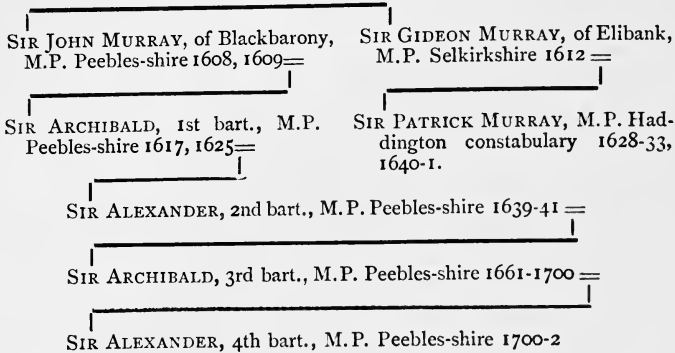 SIR JOHN MURRAY, of Blackbarony,
M.P. Peebles-shire 1608, 1609=
SIR GIDEON MURRAY, of Elibank,
M.P. Selkirkshire 1612 =
SIR ARCHIBALD, 1st bart., M.P.
Peebles-shire 1617, 1625=
SIR PATRICK MURRAY, M.P. Had-
dington constabulary 1628-33,
1640-1.
SIR ALEXANDER, 2nd bart., M.P. Peebles-shire 1639-41 =
SIR ARCHIBALD, 3rd bart., M.P. Peebles-shire 1661-1700 =
SIR ALEXANDER, 4th bart., M.P. Peebles-shire 1700-2